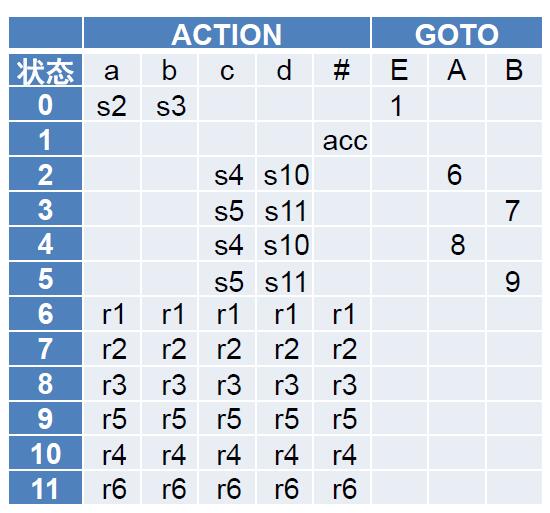 ACTION GOTO
状态 a b c d # E A B
0 s2 s3 1
1 acc
2 s4 s10 6
3 s5 s11 7
4 s4 s10 8
5 s5 s11 9
6 r1 r1 r1 r1 r1
7 r2 r2 r2 r2 r2
8 r3 r3 r3 r3 r3
9 r5 r5 r5 r5 r5
10 r4 r4 r4 r4 r4
11 r6 r6 r6 r6 r6